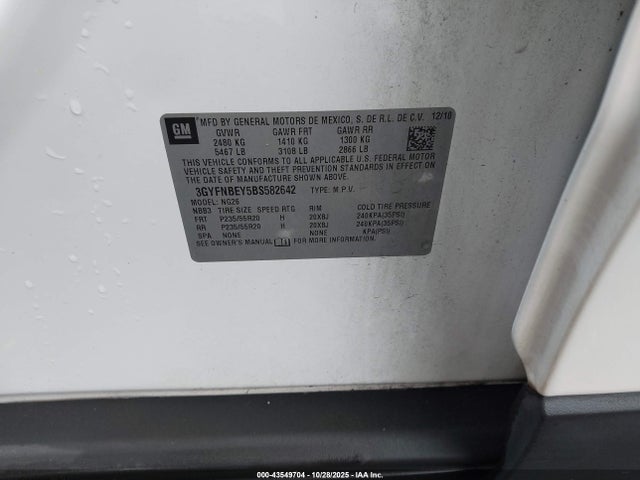 GM
MFD BY GENERAL MOTORS DE MEXICO, S. DE R.L. DE C.V. 12/10
GVWR GAWR FRT GAWR RR
2480 KG 1410 KG 1300 KG
5467 LB 3108 LB 2866 LB
THIS VEHICLE CONFORMS TO ALL APPLICABLE U.S. FEDERAL MOTOR
VEHICLE SAFETY AND THEFT PREVENTION STANDARDS IN EFFECT ON
THE DATE OF MANUFACTURE SHOWN ABOVE.
3GYFNBEY5BS582642 TYPE: M.P.V.
MODEL: NG26
NBB3 TIRE SIZE SPEED RTG RIM COLD TIRE PRESSURE
FRT P235/55R20 H 20X8J 240KPA(35PSI)
RR P235/55R20 H 20X8J 240KPA(35PSI)
SPA NONE NONE NONE KPA(PSI)
SEE OWNER'S MANUAL FOR MORE INFORMATION.
000-43549704 - 10/28/2025 - IAA Inc.